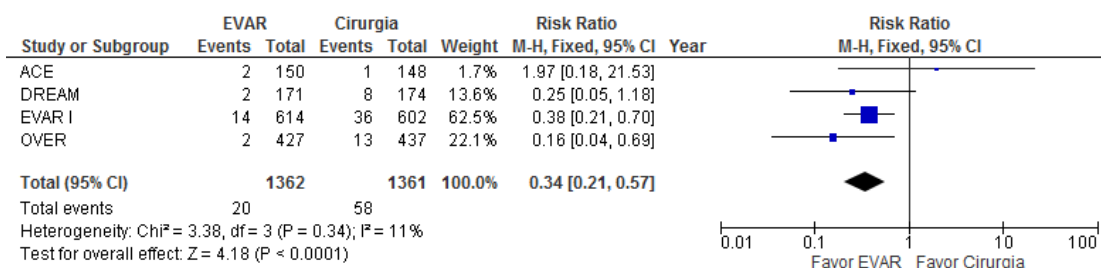 EVAR Cirurgia Risk Ratio Risk Ratio
Study or Subgroup Events Total Events Total Weight M-H, Fixed, 95% CI Year M-H, Fixed, 95% CI
ACE 2 150 1 148 1.7% 1.97 [0.18, 21.53]
DREAM 2 171 8 174 13.6% 0.25 [0.05, 1.18]
EVAR I 14 614 36 602 62.5% 0.38 [0.21, 0.70]
OVER 2 427 13 437 22.1% 0.16 [0.04, 0.69]
Total (95% CI) 1362 1361 100.0% 0.34 [0.21, 0.57]
Total events 20 58
Heterogeneity: Chi² = 3.38, df = 3 (P = 0.34); I² = 11%
Test for overall effect: Z = 4.18 (P < 0.0001)
0.01 0.1 1 10 100
Favor EVAR Favor Cirurgia